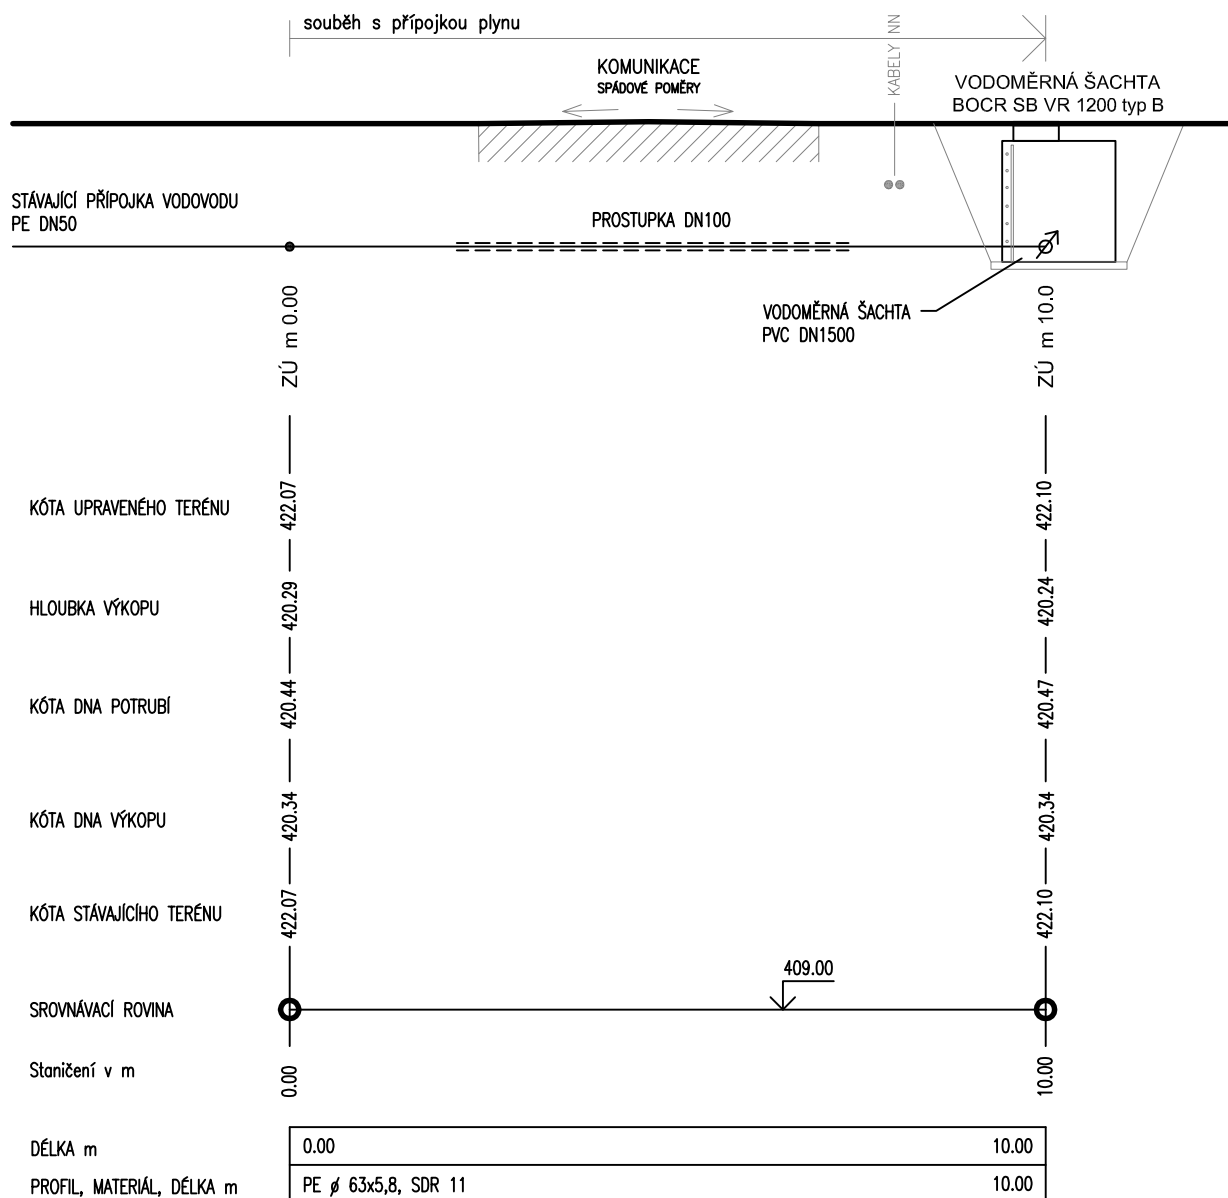 souběh s přípojkou plynu
KABELY NN
KOMUNIKACE
SPÁDOVÉ POMĚRY
VODOMĚRNÁ ŠACHTA
BOCR SB VR 1200 typ B
STÁVAJÍCÍ PŘÍPOJKA VODOVODU
PE DN50
PROSTUPKA DN100
VODOMĚRNÁ ŠACHTA
PVC DN1500
ZÚ m 0.00
ZÚ m 10.0
KÓTA UPRAVENÉHO TERÉNU 422.07 422.10
HLOUBKA VÝKOPU 420.29 420.24
KÓTA DNA POTRUBÍ 420.44 420.47
KÓTA DNA VÝKOPU 420.34 420.34
KÓTA STÁVAJÍCÍHO TERÉNU 422.07 422.10
409.00
SROVNÁVACÍ ROVINA
Staničení v m 0.00 10.00
DÉLKA m 0.00 10.00
PROFIL, MATERIÁL, DÉLKA m PE ø 63x5,8, SDR 11 10.00